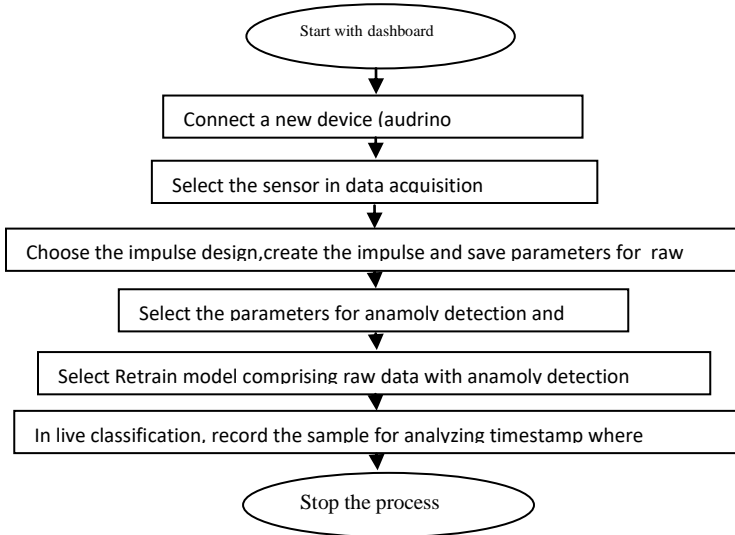 Start with dashboard
Connect a new device (audrino
Select the sensor in data acquisition
Choose the impulse design,create the impulse and save parameters for raw
Select the parameters for anamoly detection and
Select Retrain model comprising raw data with anamoly detection
In live classification, record the sample for analyzing timestamp where
Stop the process